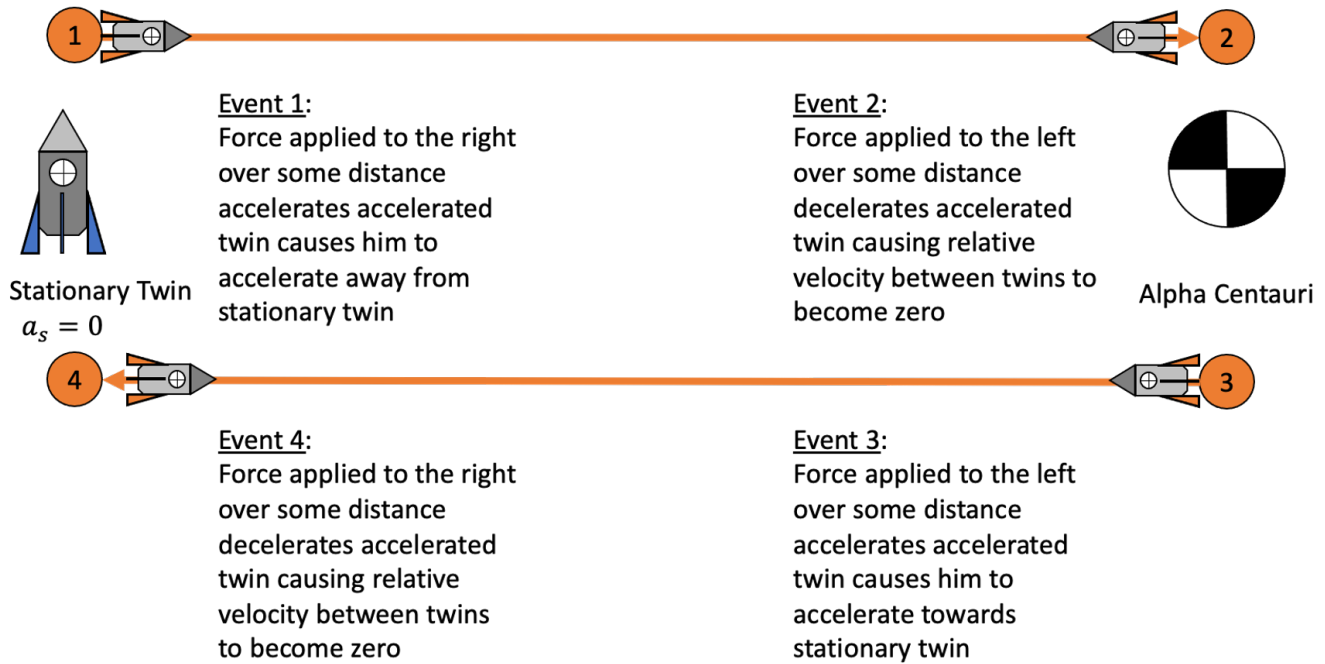 1
2
Event 1:
Force applied to the right
over some distance
accelerates accelerated
twin causes him to
accelerate away from
stationary twin
Event 2:
Force applied to the left
over some distance
decelerates accelerated
twin causing relative
velocity between twins to
become zero
Stationary Twin
a_s = 0
Alpha Centauri
4
3
Event 4:
Force applied to the right
over some distance
decelerates accelerated
twin causing relative
velocity between twins
to become zero
Event 3:
Force applied to the left
over some distance
accelerates accelerated
twin causes him to
accelerate towards
stationary twin